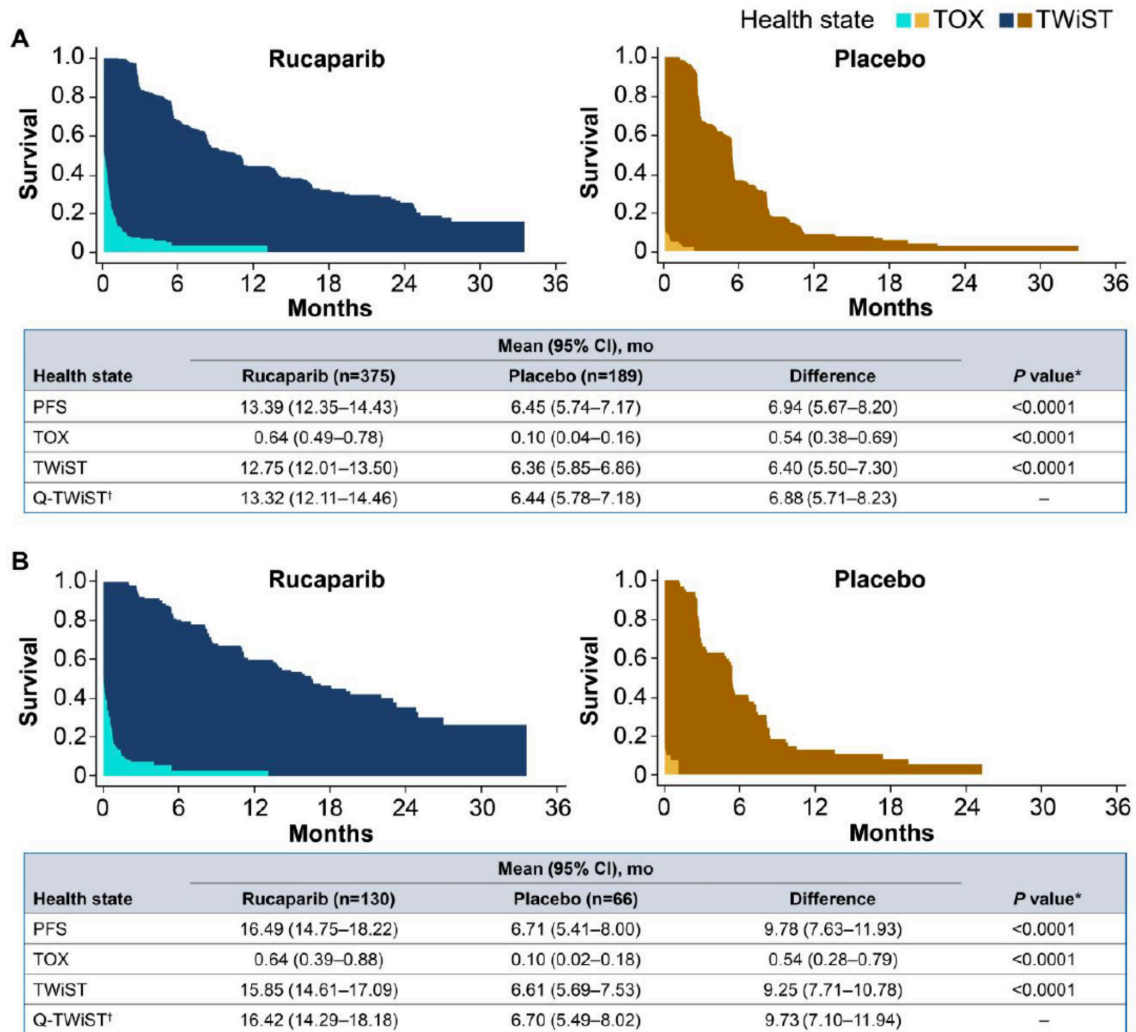 Health state TOX TWiST
A
Rucaparib
Placebo
Survival
1.0
0.8
0.6
0.4
0.2
0
0 6 12 18 24 30 36
Months
Survival
1.0
0.8
0.6
0.4
0.2
0
0 6 12 18 24 30 36
Months
Mean (95% CI), mo
Health state Rucaparib (n=375) Placebo (n=189) Difference P value*
PFS 13.39 (12.35–14.43) 6.45 (5.74–7.17) 6.94 (5.67–8.20) <0.0001
TOX 0.64 (0.49–0.78) 0.10 (0.04–0.16) 0.54 (0.38–0.69) <0.0001
TWiST 12.75 (12.01–13.50) 6.36 (5.85–6.86) 6.40 (5.50–7.30) <0.0001
Q-TWiST† 13.32 (12.11–14.46) 6.44 (5.78–7.18) 6.88 (5.71–8.23) –
B
Rucaparib
Placebo
Survival
1.0
0.8
0.6
0.4
0.2
0
0 6 12 18 24 30 36
Months
Survival
1.0
0.8
0.6
0.4
0.2
0
0 6 12 18 24 30 36
Months
Mean (95% CI), mo
Health state Rucaparib (n=130) Placebo (n=66) Difference P value*
PFS 16.49 (14.75–18.22) 6.71 (5.41–8.00) 9.78 (7.63–11.93) <0.0001
TOX 0.64 (0.39–0.88) 0.10 (0.02–0.18) 0.54 (0.28–0.79) <0.0001
TWiST 15.85 (14.61–17.09) 6.61 (5.69–7.53) 9.25 (7.71–10.78) <0.0001
Q-TWiST† 16.42 (14.29–18.18) 6.70 (5.49–8.02) 9.73 (7.10–11.94) –